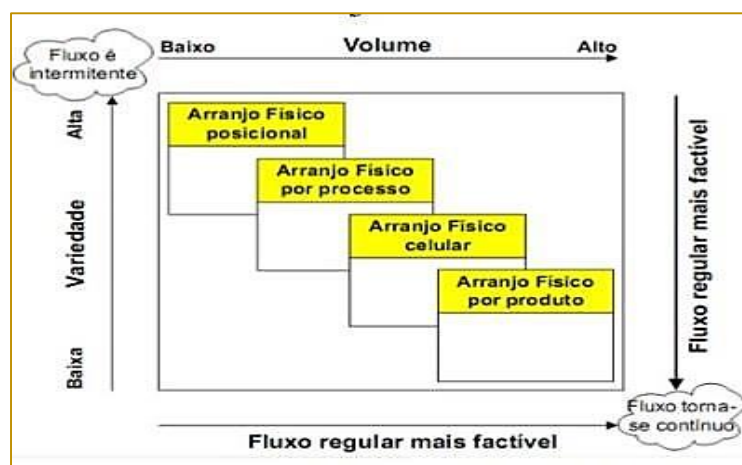 Fluxo é
intermitente
Baixo Volume Alto
Alta
Variedade
Baixa
Arranjo Físico
posicional
Arranjo Físico
por processo
Arranjo Físico
celular
Arranjo Físico
por produto
Fluxo regular mais factível
Fluxo torna-
se contínuo
Fluxo regular mais factível